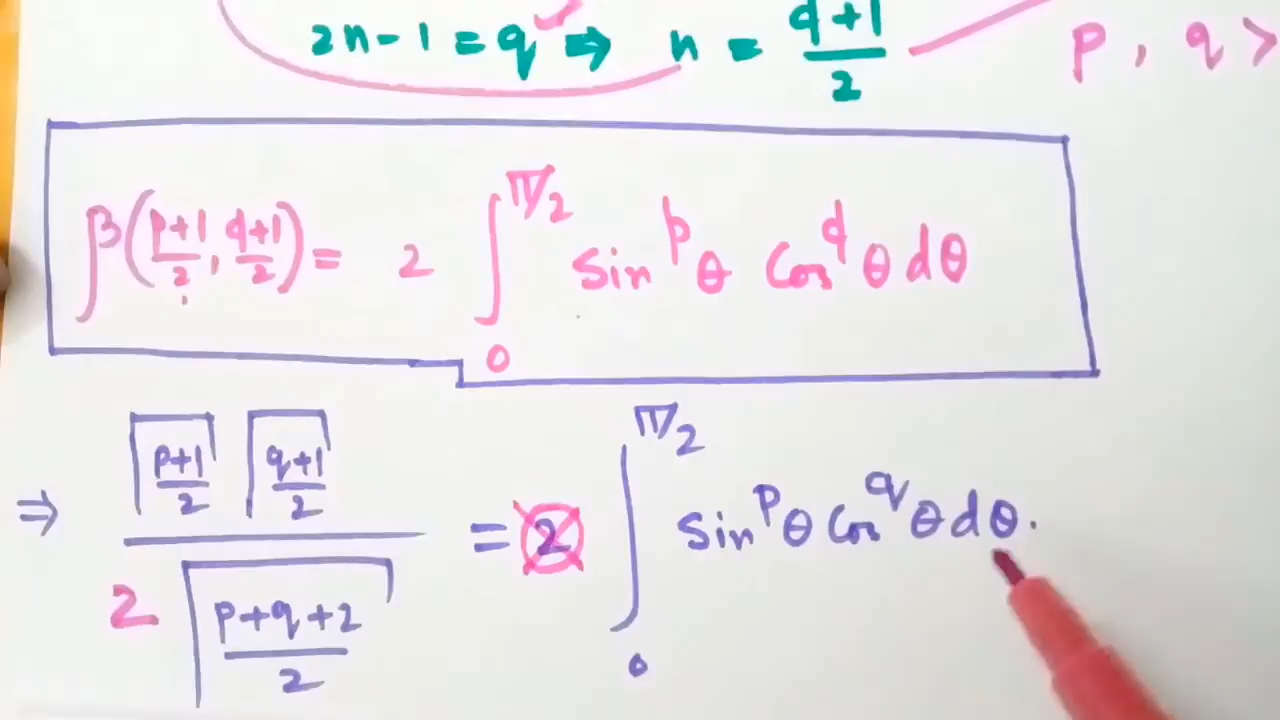 2n-1 = q ⇒ n = q+1/2
p, q >
β(p+1/2, q+1/2) = 2 ∫₀^π/2 sin^p θ cos^q θ dθ
⇒ Γ(p+1/2) Γ(q+1/2) / 2 Γ(p+q+2/2) = 2 ∫₀^π/2 sin^p θ cos^q θ dθ.